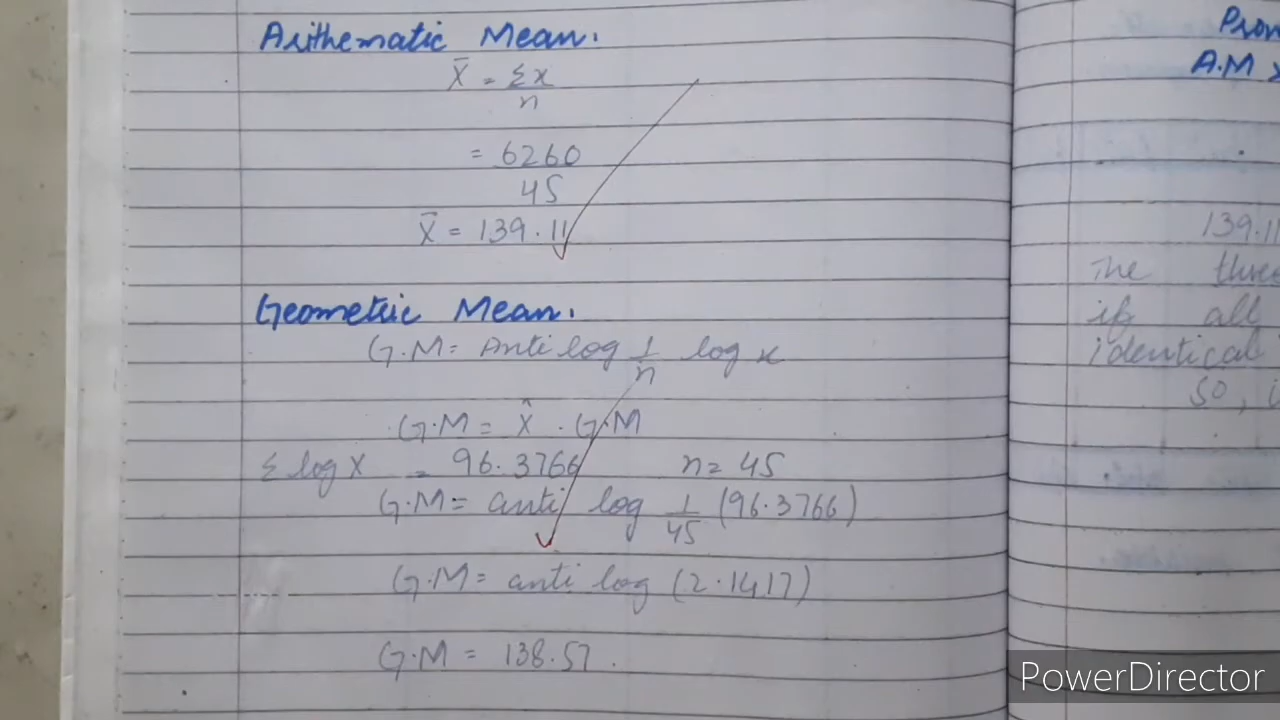 Arithematic Mean.
X̄ = Σx
n
= 6260
45
X̄ = 139.11
Geometric Mean.
G.M = Anti log 1/n log x
G.M = X̂ . G.M
Σ log X = 96.3766 n = 45
G.M = anti log 1/45 (96.3766)
G.M = anti log (2.1417)
G.M = 138.57.
A.M
139.11
The
if all
identical
so,
PowerDirector